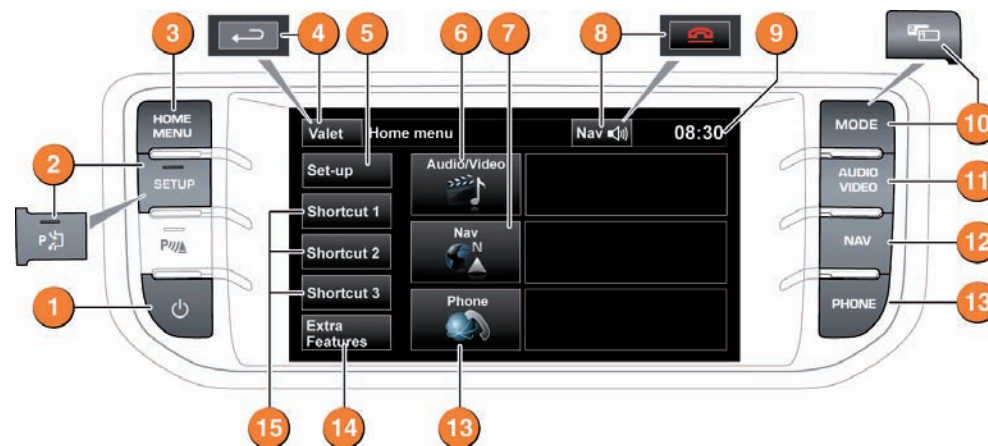 3
4
5
6
7
8
9
HOME
MENU
Valet
Home menu
Nav
08:30
MODE
10
2
SETUP
Set-up
Audio/Video
AUDIO
VIDEO
11
P
P
Shortcut 1
Shortcut 2
Shortcut 3
Nav
N
NAV
12
1
Extra
Features
Phone
PHONE
13
15
14
13